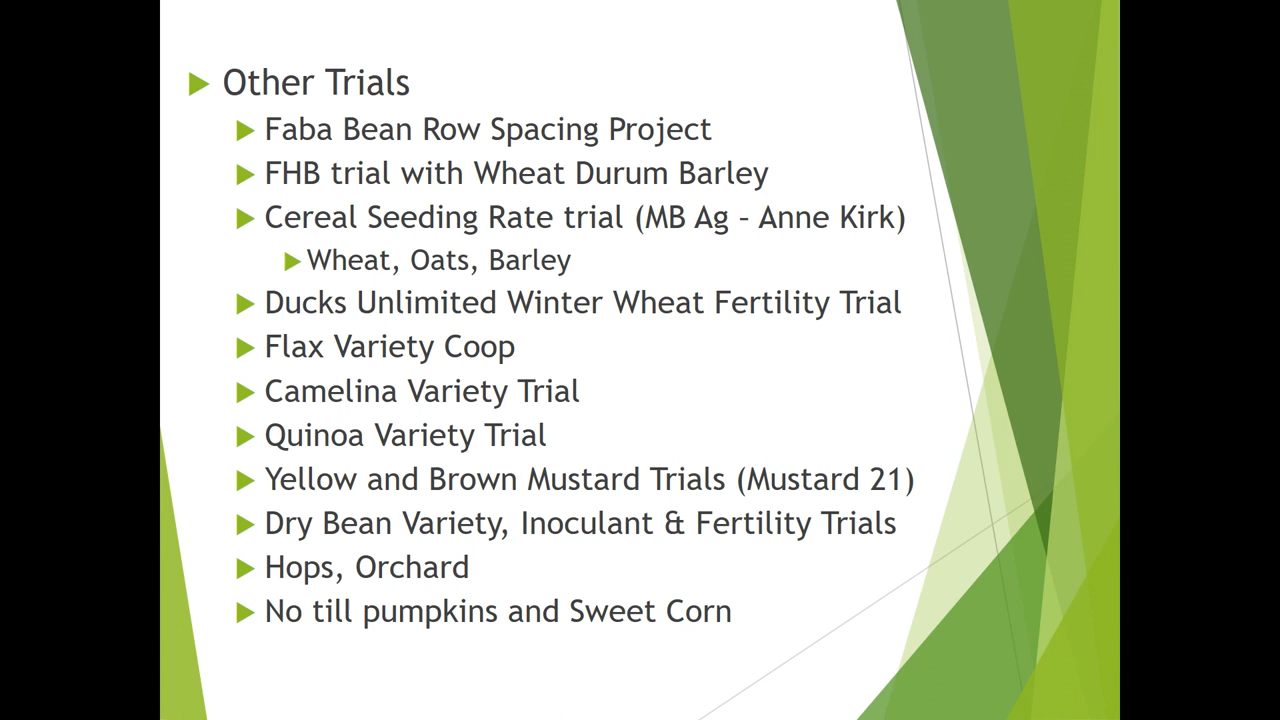 Other Trials
Faba Bean Row Spacing Project
FHB trial with Wheat Durum Barley
Cereal Seeding Rate trial (MB Ag – Anne Kirk)
Wheat, Oats, Barley
Ducks Unlimited Winter Wheat Fertility Trial
Flax Variety Coop
Camelina Variety Trial
Quinoa Variety Trial
Yellow and Brown Mustard Trials (Mustard 21)
Dry Bean Variety, Inoculant & Fertility Trials
Hops, Orchard
No till pumpkins and Sweet Corn